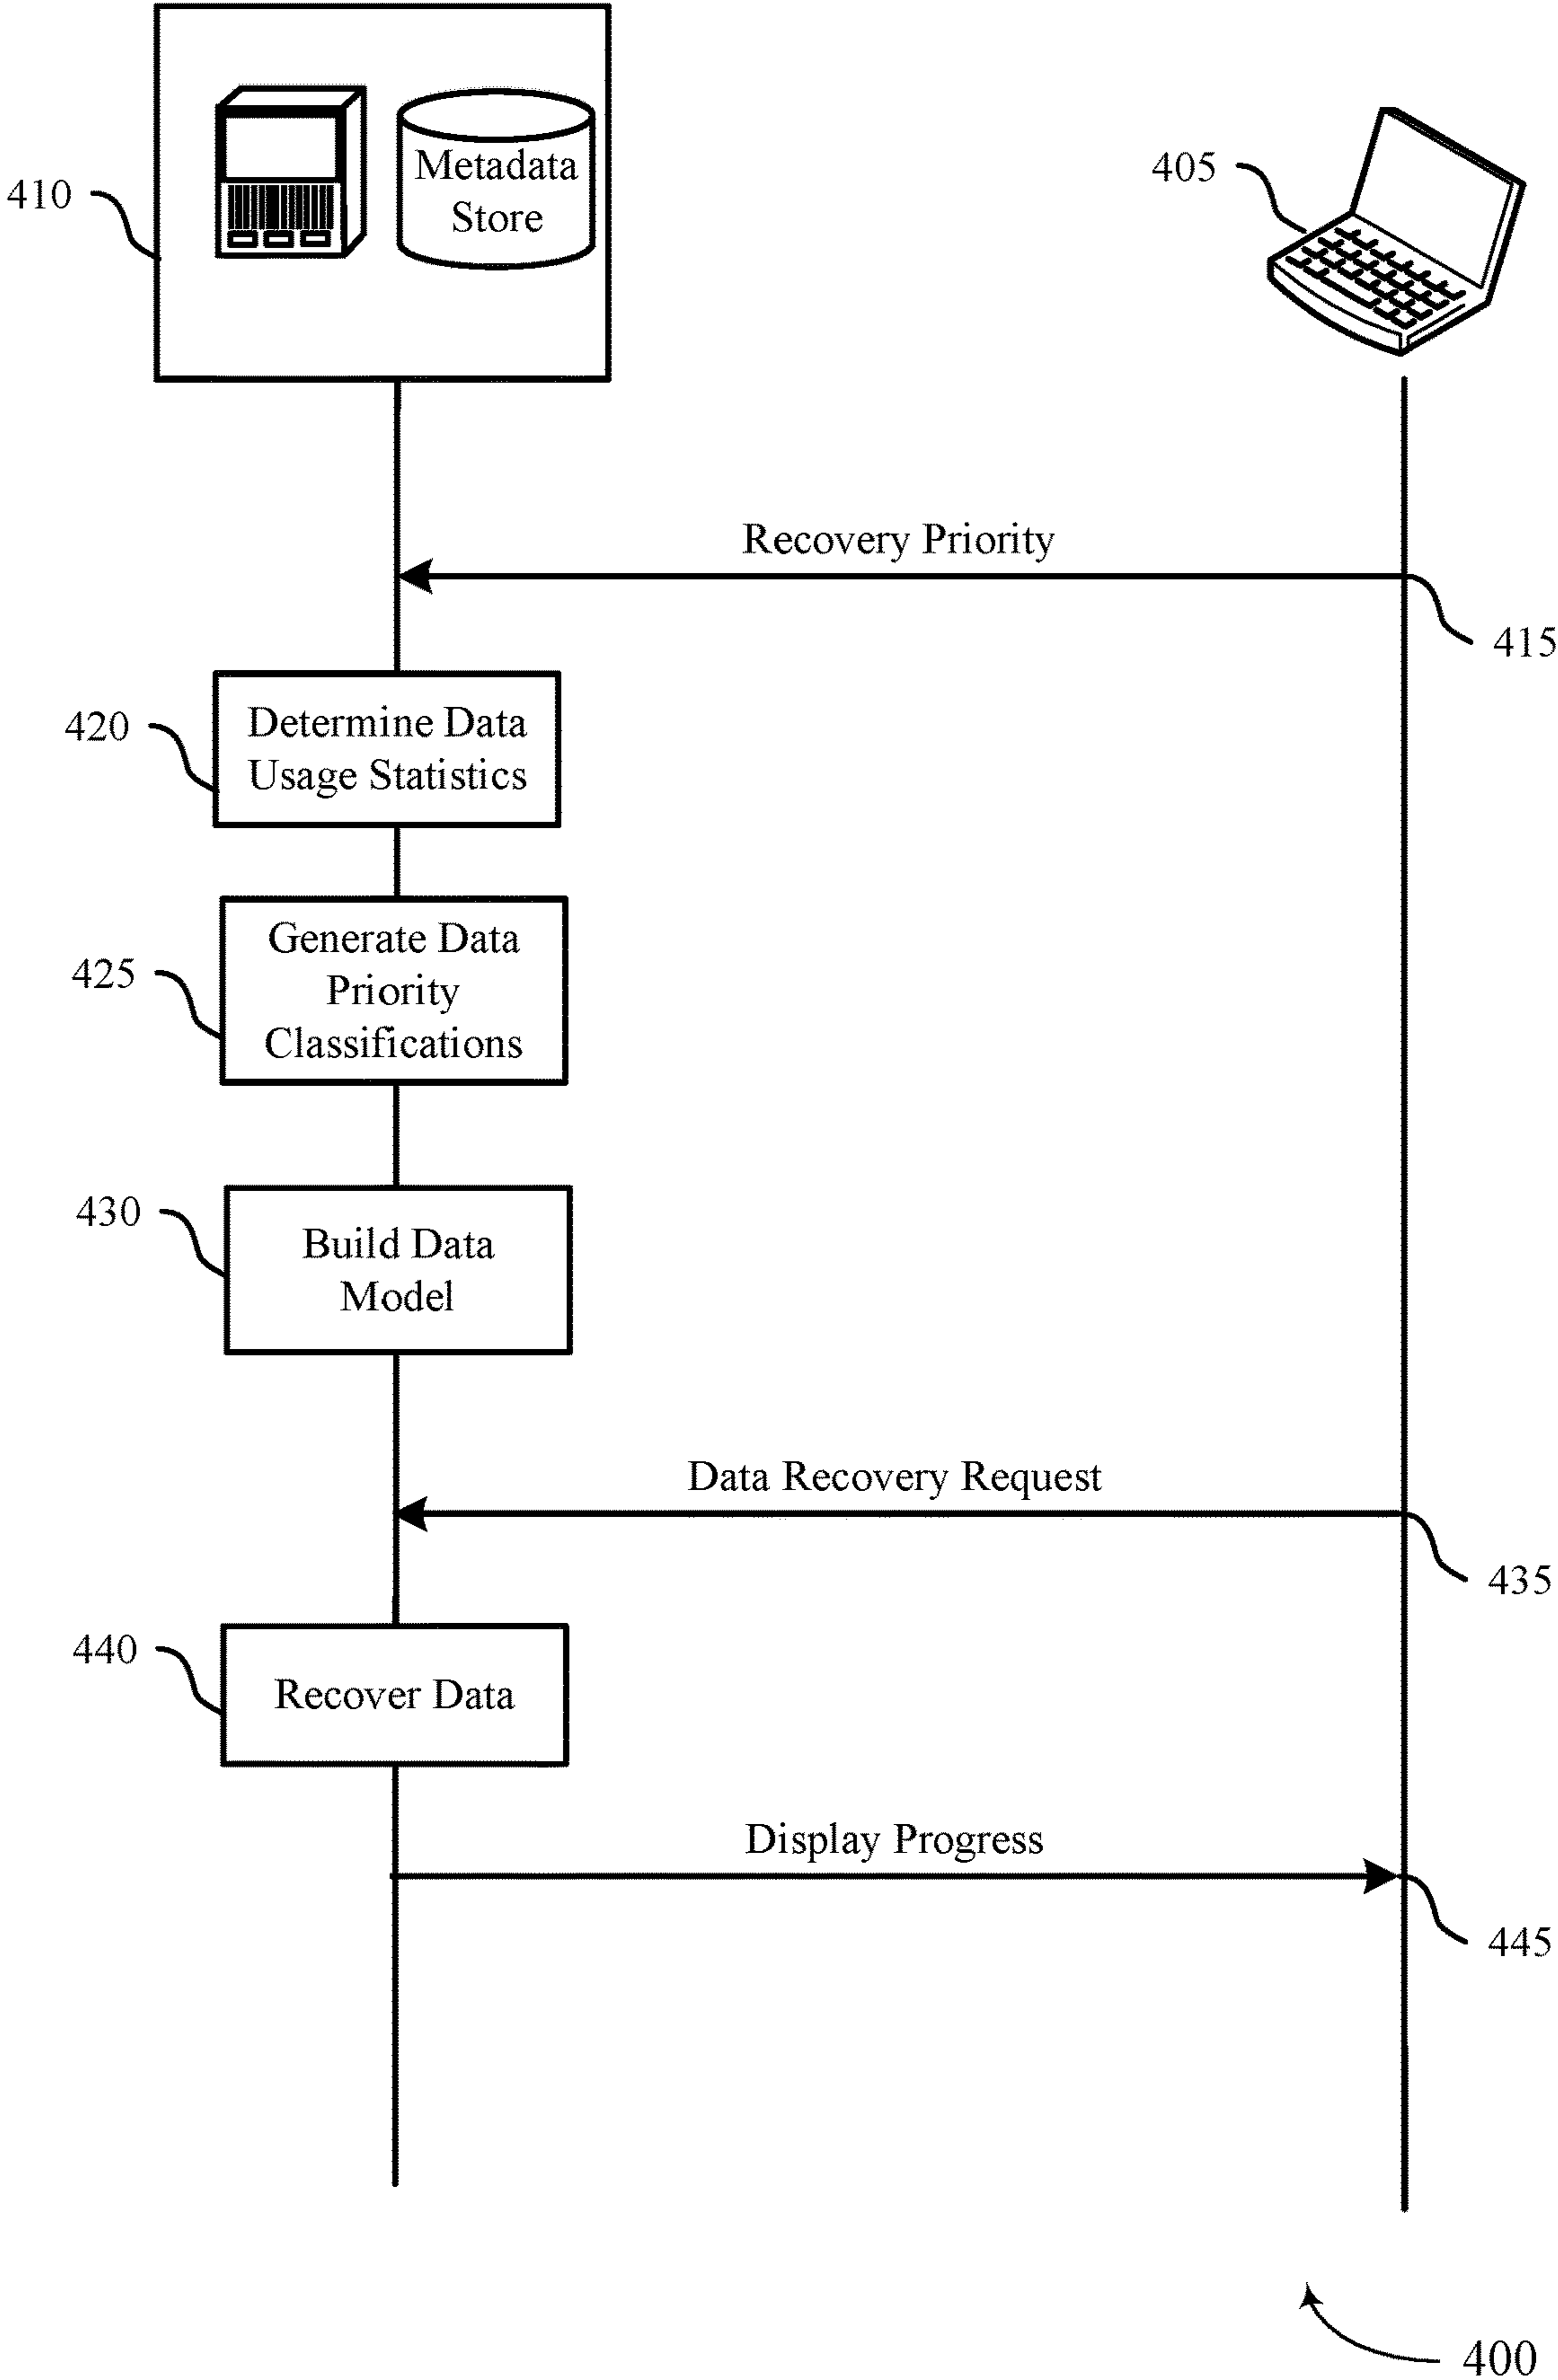 Metadata
Store
410
405
Recovery Priority
415
420
Determine Data
Usage Statistics
425
Generate Data
Priority
Classifications
430
Build Data
Model
Data Recovery Request
435
440
Recover Data
Display Progress
445
400